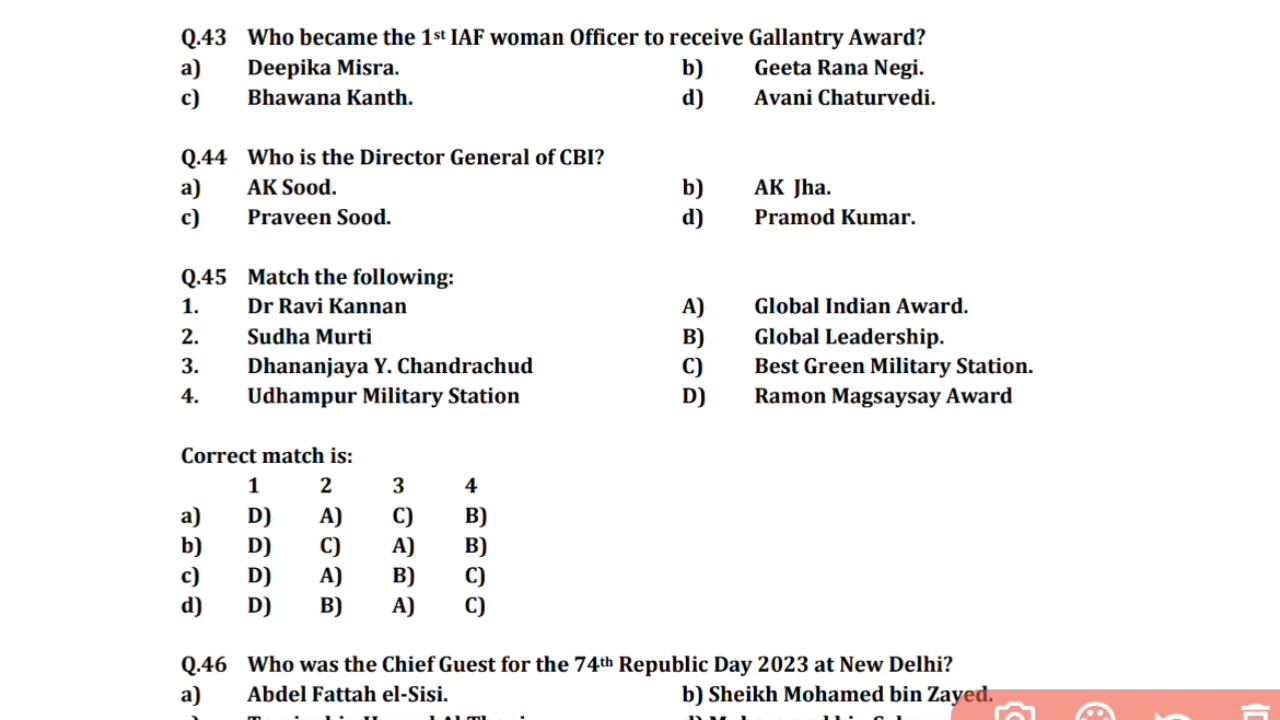 Q.43 Who became the 1st IAF woman Officer to receive Gallantry Award?
a) Deepika Misra. b) Geeta Rana Negi.
c) Bhawana Kanth. d) Avani Chaturvedi.
Q.44 Who is the Director General of CBI?
a) AK Sood. b) AK Jha.
c) Praveen Sood. d) Pramod Kumar.
Q.45 Match the following:
1. Dr Ravi Kannan A) Global Indian Award.
2. Sudha Murti B) Global Leadership.
3. Dhananjaya Y. Chandrachud C) Best Green Military Station.
4. Udhampur Military Station D) Ramon Magsaysay Award
Correct match is:
1 2 3 4
a) D) A) C) B)
b) D) C) A) B)
c) D) A) B) C)
d) D) B) A) C)
Q.46 Who was the Chief Guest for the 74th Republic Day 2023 at New Delhi?
a) Abdel Fattah el-Sisi. b) Sheikh Mohamed bin Zayed.